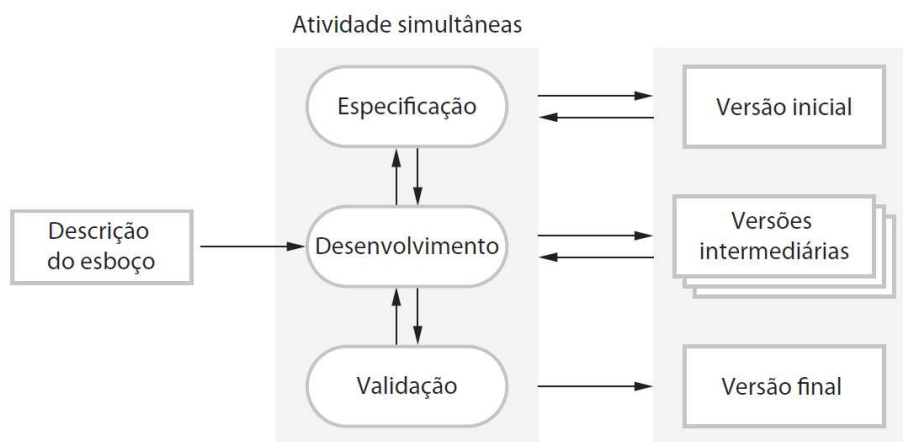 Atividade simultâneas
Especificação
Versão inicial
Descrição
do esboço
Desenvolvimento
Versões
intermediárias
Validação
Versão final